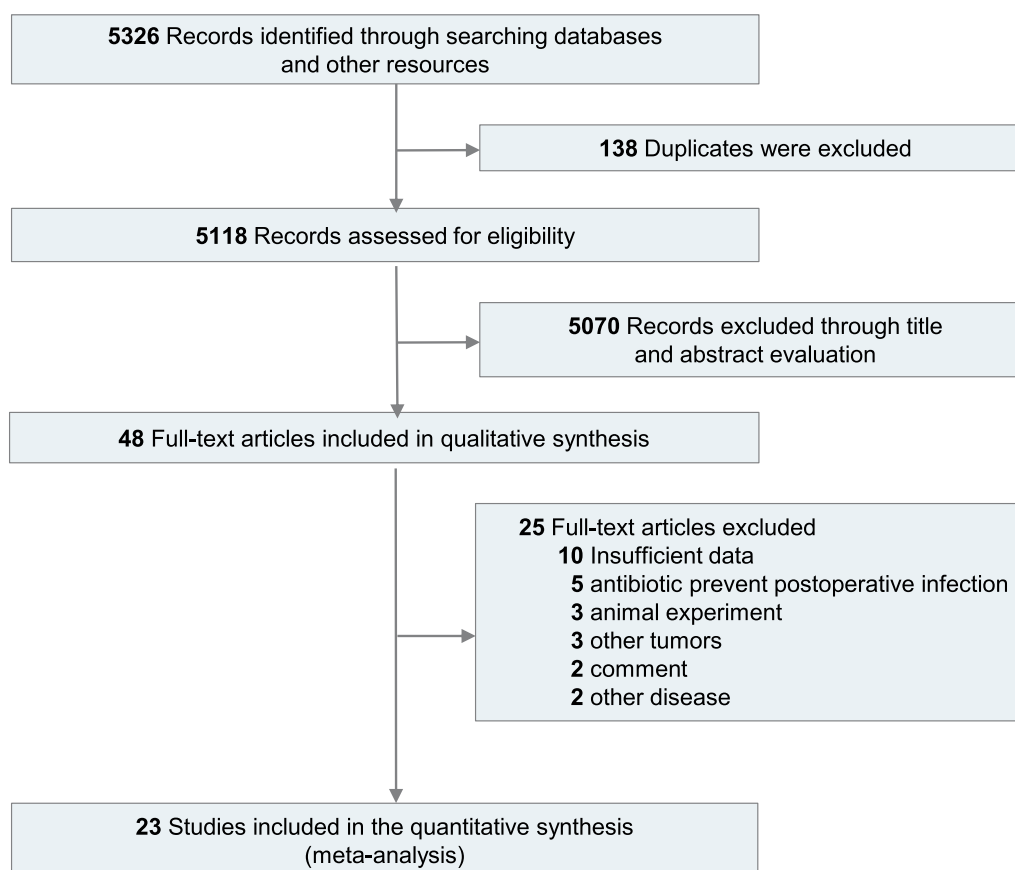 5326 Records identified through searching databases
and other resources
138 Duplicates were excluded
5118 Records assessed for eligibility
5070 Records excluded through title
and abstract evaluation
48 Full-text articles included in qualitative synthesis
25 Full-text articles excluded
10 Insufficient data
5 antibiotic prevent postoperative infection
3 animal experiment
3 other tumors
2 comment
2 other disease
23 Studies included in the quantitative synthesis
(meta-analysis)